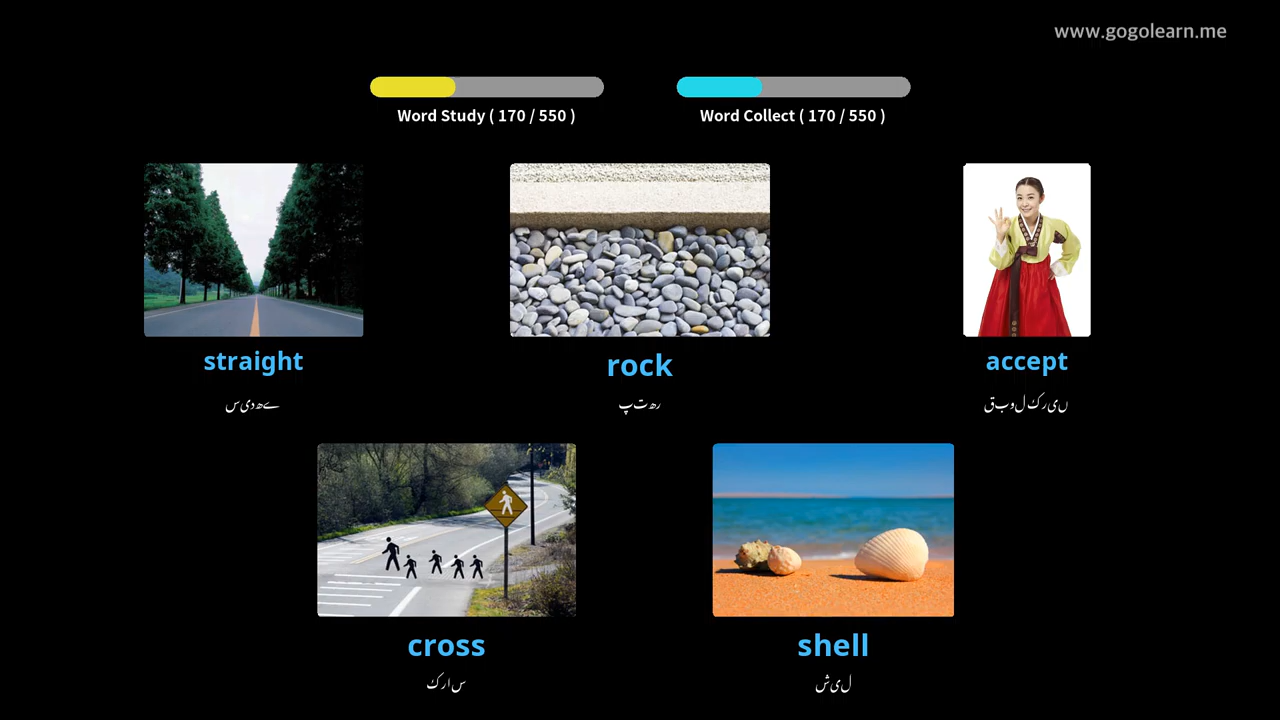 www.gogolearn.me
Word Study ( 170 / 550 )
Word Collect ( 170 / 550 )
straight
rock
accept
سیدھے
پتھر
قبول کریں
cross
shell
کراس
شیل